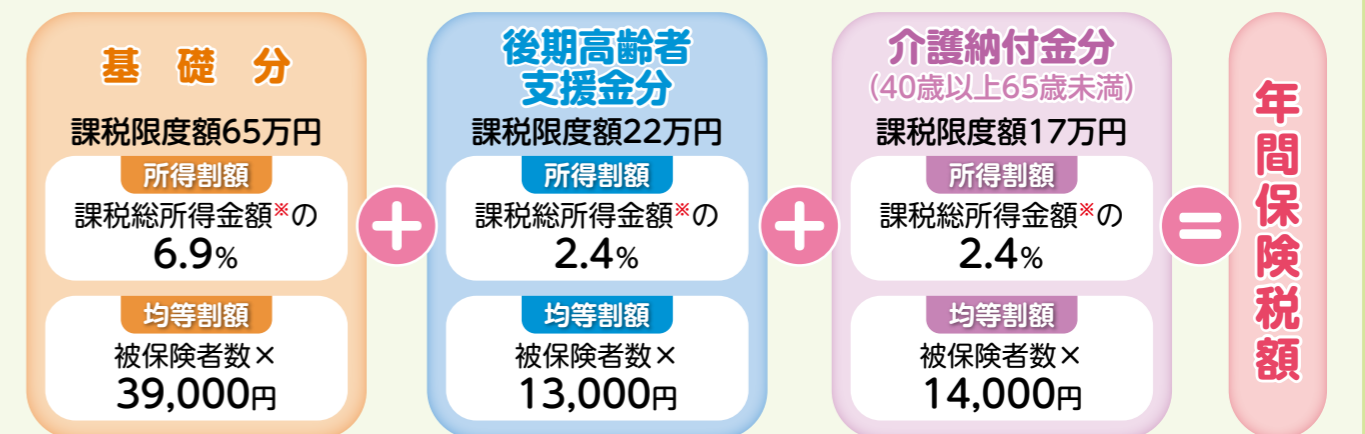 基礎分
課税限度額65万円
所得割額
課税総所得金額※の
6.9%
均等割額
被保険者数×
39,000円
+
後期高齢者
支援金分
課税限度額22万円
所得割額
課税総所得金額※の
2.4%
均等割額
被保険者数×
13,000円
+
介護納付金分
(40歳以上65歳未満)
課税限度額17万円
所得割額
課税総所得金額※の
2.4%
均等割額
被保険者数×
14,000円
=
年間保険税額